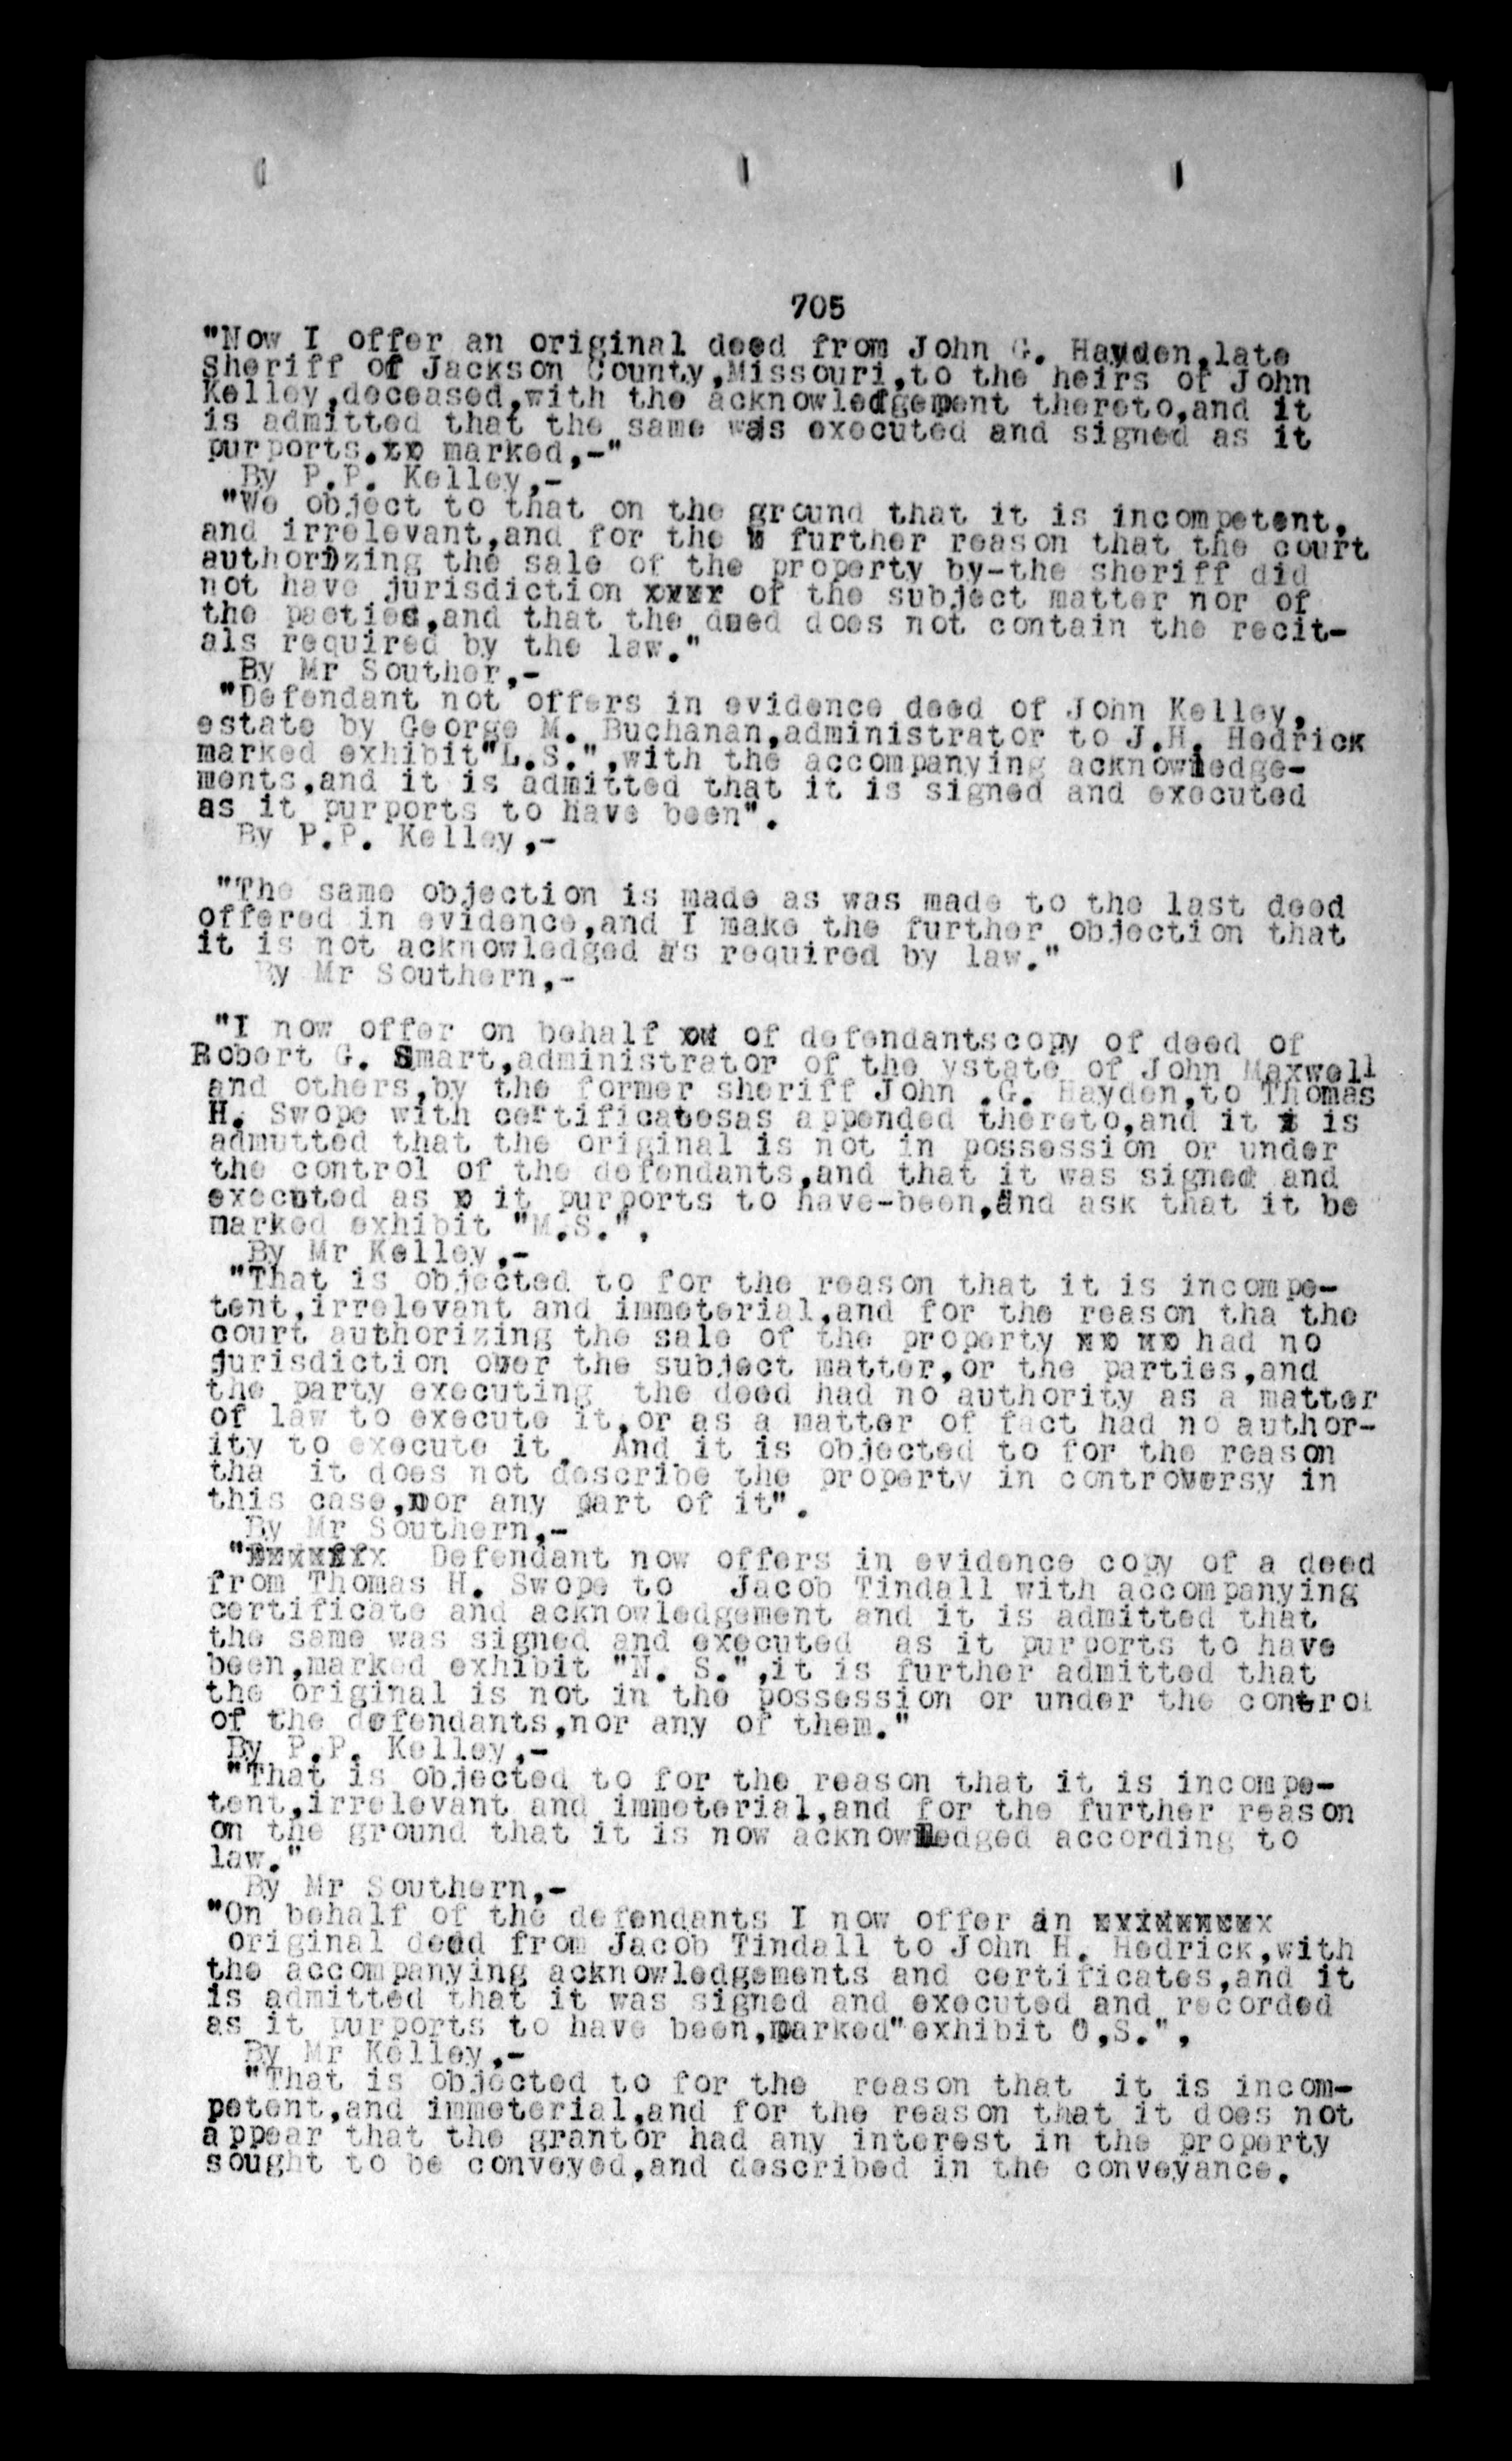 705
"Now I offer an original deed from John G. Hayden,late
Sheriff of Jackson County,Missouri,to the heirs of John
Kelley,deceased,with the acknowledgement thereto,and it
is admitted that the same was executed and signed as it
purports.xx marked,-"
By P.P. Kelley,-
"We object to that on the ground that it is incompetent,
and irrelevant,and for the further reason that the court
authorizing the sale of the property by-the sheriff did
not have jurisdiction xxxx of the subject matter nor of
the paeties,and that the deed does not contain the recit-
als required by the law."
By Mr Souther,-
"Defendant not offers in evidence deed of John Kelley,
estate by George M. Buchanan,administrator to J.H. Hedrick
marked exhibit"L.S.",with the accompanying acknowledge-
ments,and it is admitted that it is signed and executed
as it purports to have been".
By P.P. Kelley,-
"The same objection is made as was made to the last deed
offered in evidence,and I make the further objection that
it is not acknowledged as required by law."
By Mr Southern,-
"I now offer on behalf xx of defendantscopy of deed of
Robert G. Smart,administrator of the ystate of John Maxwell
and others,by the former sheriff John .G. Hayden,to Thomas
H. Swope with certificatesas appended thereto,and it x is
admutted that the original is not in possession or under
the control of the defendants,and that it was signed and
executed as x it purports to have-been,and ask that it be
marked exhibit "M.S.",
By Mr Kelley,-
"That is objected to for the reason that it is incompe-
tent,irrelevant and immeterial,and for the reason tha the
court authorizing the sale of the property xx xx had no
jurisdiction over the subject matter,or the parties,and
the party executing the deed had no authority as a matter
of law to execute it,or as a matter of fact had no author-
ity to execute it. And it is objected to for the reason
tha it does not describe the property in controversy in
this case,nor any part of it".
By Mr Southern,-
"xxxxxxx Defendant now offers in evidence copy of a deed
from Thomas H. Swope to Jacob Tindall with accompanying
certificate and acknowledgement and it is admitted that
the same was signed and executed as it purports to have
been,marked exhibit "N. S.",it is further admitted that
the original is not in the possession or under the control
of the defendants,nor any of them."
By P.P. Kelley,-
"That is objected to for the reason that it is incompe-
tent,irrelevant and immeterial,and for the further reason
on the ground that it is now acknowledged according to
law."
By Mr Southern,-
"On behalf of the defendants I now offer an xxxxxxxxx
original deed from Jacob Tindall to John H. Hedrick,with
the accompanying acknowledgements and certificates,and it
is admitted that it was signed and executed and recorded
as it purports to have been,marked"exhibit O,S.",
By Mr Kelley,-
"That is objected to for the reason that it is incom-
petent,and immeterial,and for the reason that it does not
appear that the grantor had any interest in the property
sought to be conveyed,and described in the conveyance.